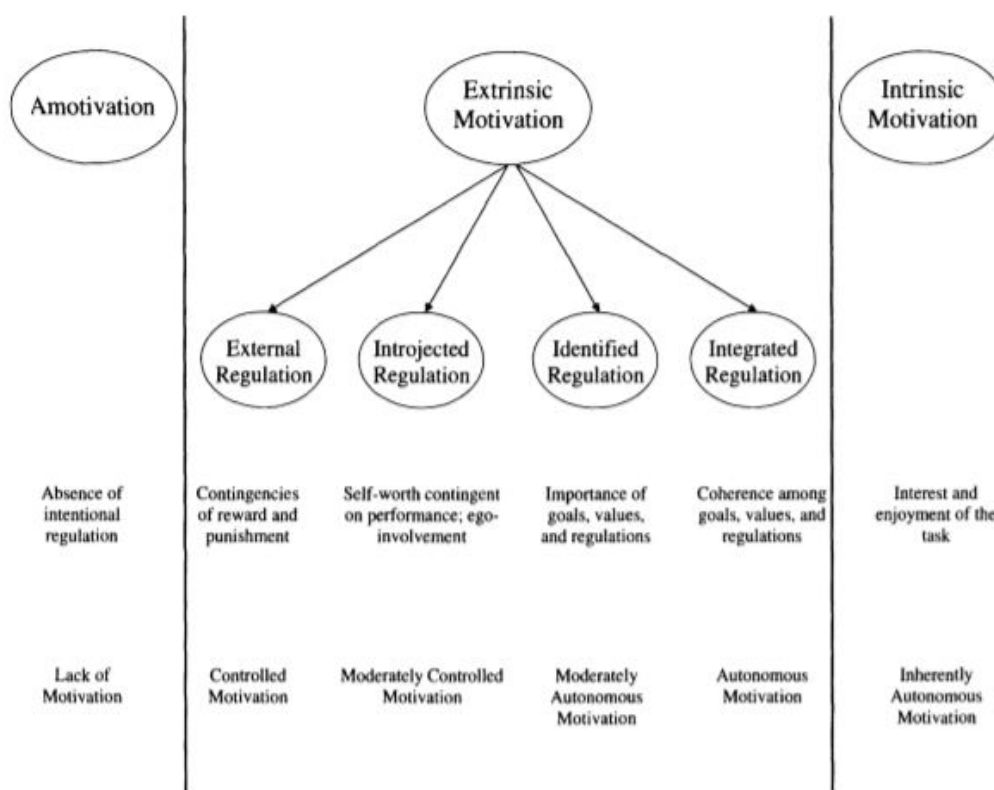 Amotivation
Extrinsic
Motivation
Intrinsic
Motivation
External
Regulation
Introjected
Regulation
Identified
Regulation
Integrated
Regulation
Absence of
intentional
regulation
Contingencies
of reward and
punishment
Self-worth contingent
on performance; ego-
involvement
Importance of
goals, values,
and regulations
Coherence among
goals, values, and
regulations
Interest and
enjoyment of the
task
Lack of
Motivation
Controlled
Motivation
Moderately Controlled
Motivation
Moderately
Autonomous
Motivation
Autonomous
Motivation
Inherently
Autonomous
Motivation